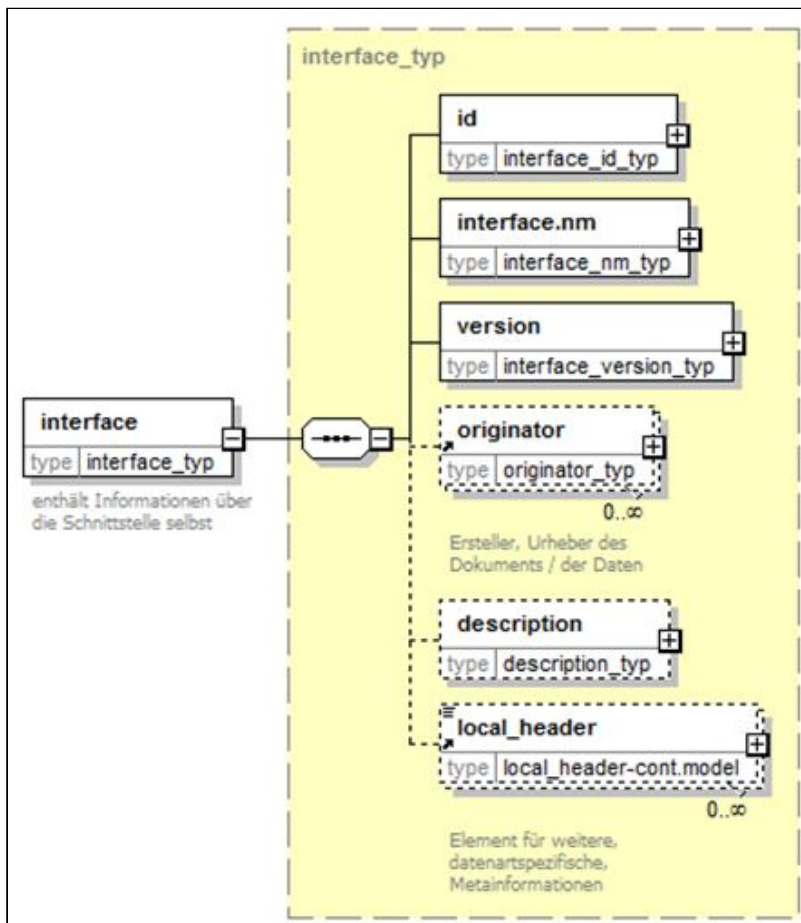 interface_typ
id
type interface_id_typ
interface.nm
type interface_nm_typ
version
type interface_version_typ
interface
type interface_typ
enthält Informationen über
die Schnittstelle selbst
originator
type originator_typ
0..∞
Ersteller, Urheber des
Dokuments / der Daten
description
type description_typ
local_header
type local_header-cont.model
0..∞
Element für weitere,
datenartspezifische,
Metainformationen